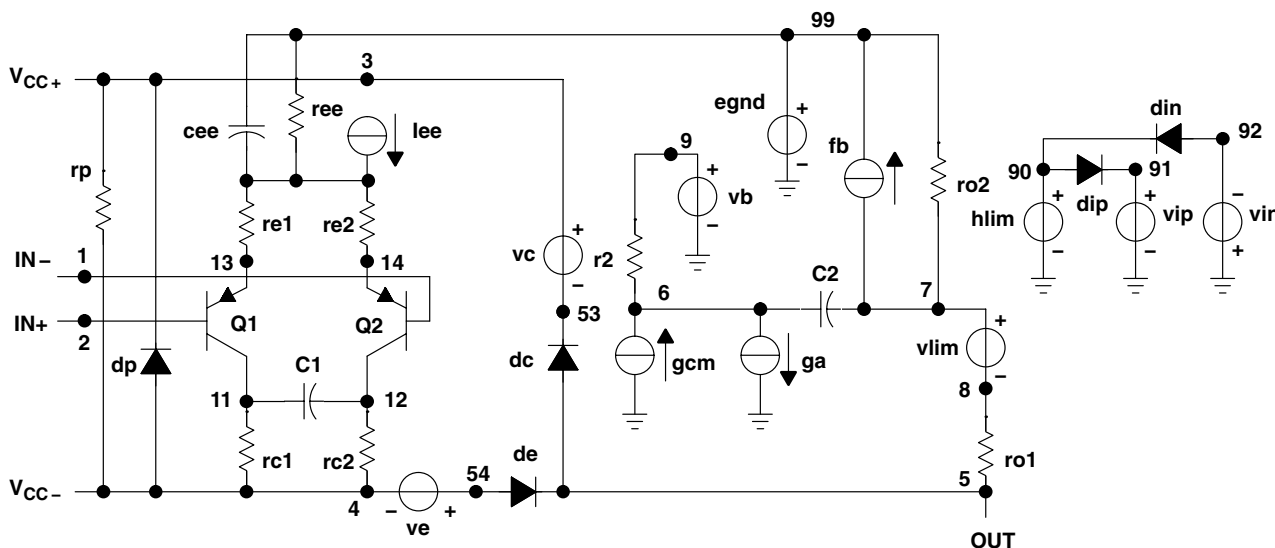 99
3
VCC+
ree
cee
Iee
egnd
fb
din
92
9
rp
vb
ro2
90
91
dip
hlim
vip
vin
re1
re2
vc
r2
1
IN−
13
14
C2
6
7
53
IN+
2
Q1
Q2
dp
C1
dc
gcm
ga
vlim
11
12
8
rc1
rc2
de
ro1
54
5
VCC−
4
ve
OUT
+
−
+
−
+
−
+
−
+
−
+
−
−
+
+
−
−
+